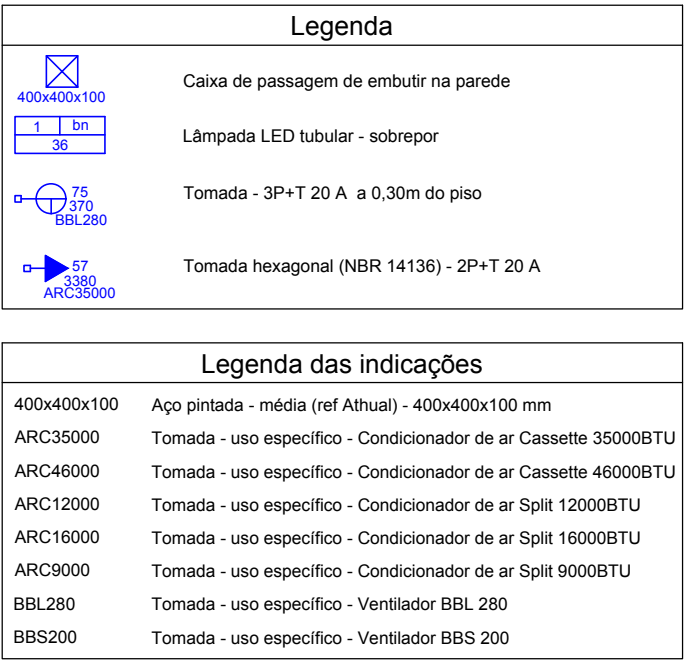 Legenda
400x400x100
Caixa de passagem de embutir na parede
1 bn
36
Lâmpada LED tubular - sobrepor
75
370
BBL280
Tomada - 3P+T 20 A a 0,30m do piso
57
3380
ARC35000
Tomada hexagonal (NBR 14136) - 2P+T 20 A
Legenda das indicações
400x400x100 Aço pintada - média (ref Athual) - 400x400x100 mm
ARC35000 Tomada - uso específico - Condicionador de ar Cassette 35000BTU
ARC46000 Tomada - uso específico - Condicionador de ar Cassette 46000BTU
ARC12000 Tomada - uso específico - Condicionador de ar Split 12000BTU
ARC16000 Tomada - uso específico - Condicionador de ar Split 16000BTU
ARC9000 Tomada - uso específico - Condicionador de ar Split 9000BTU
BBL280 Tomada - uso específico - Ventilador BBL 280
BBS200 Tomada - uso específico - Ventilador BBS 200